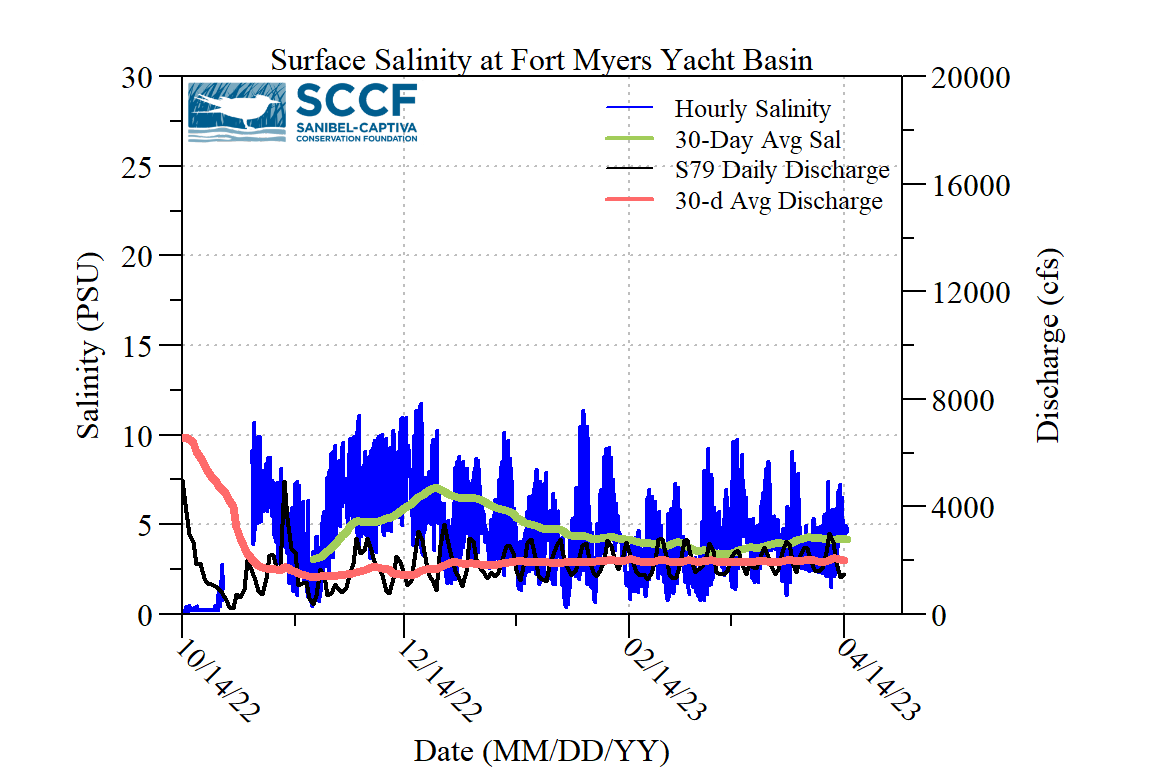 Surface Salinity at Fort Myers Yacht Basin
SCCF
SANIBEL-CAPTIVA
CONSERVATION FOUNDATION
Hourly Salinity
30-Day Avg Sal
S79 Daily Discharge
30-d Avg Discharge
Salinity (PSU)
30
25
20
15
10
5
0
20000
16000
12000
8000
4000
0
Discharge (cfs)
10/14/22
12/14/22
02/14/23
04/14/23
Date (MM/DD/YY)